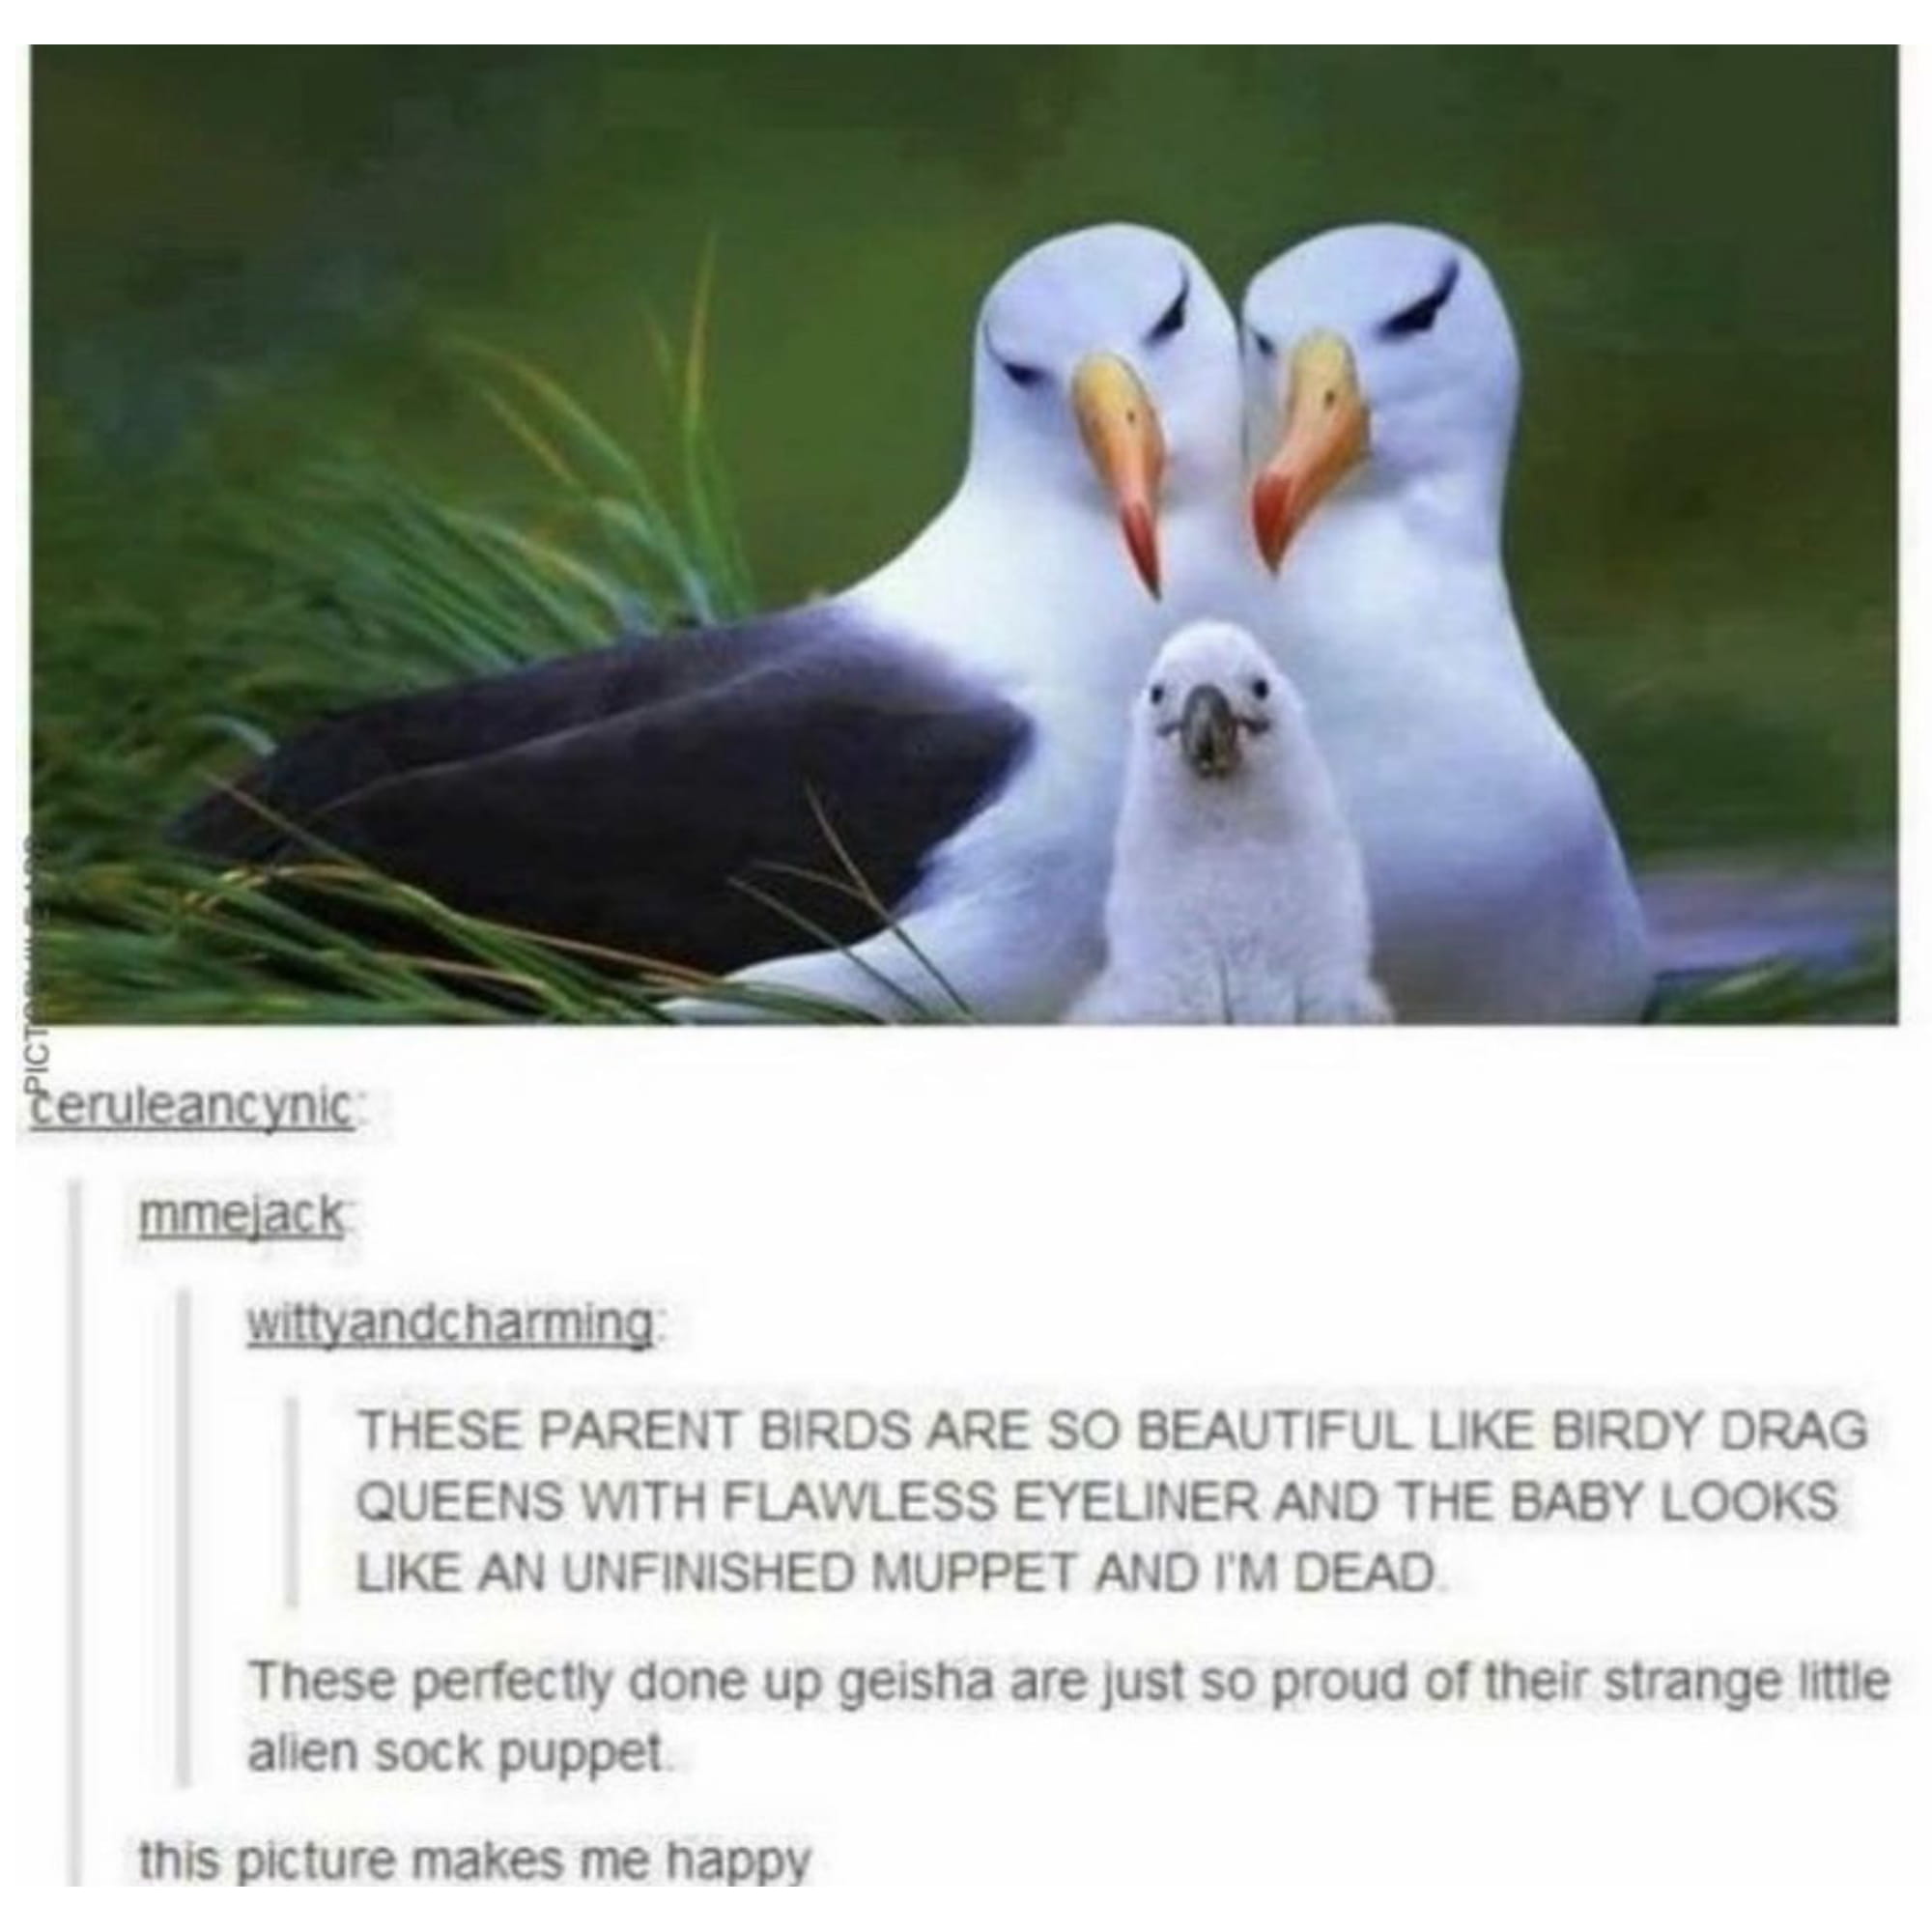 ceruleancynic:
mmejack:
wittyandcharming:
THESE PARENT BIRDS ARE SO BEAUTIFUL LIKE BIRDY DRAG
QUEENS WITH FLAWLESS EYELINER AND THE BABY LOOKS
LIKE AN UNFINISHED MUPPET AND I'M DEAD.
These perfectly done up geisha are just so proud of their strange little
alien sock puppet.
this picture makes me happy